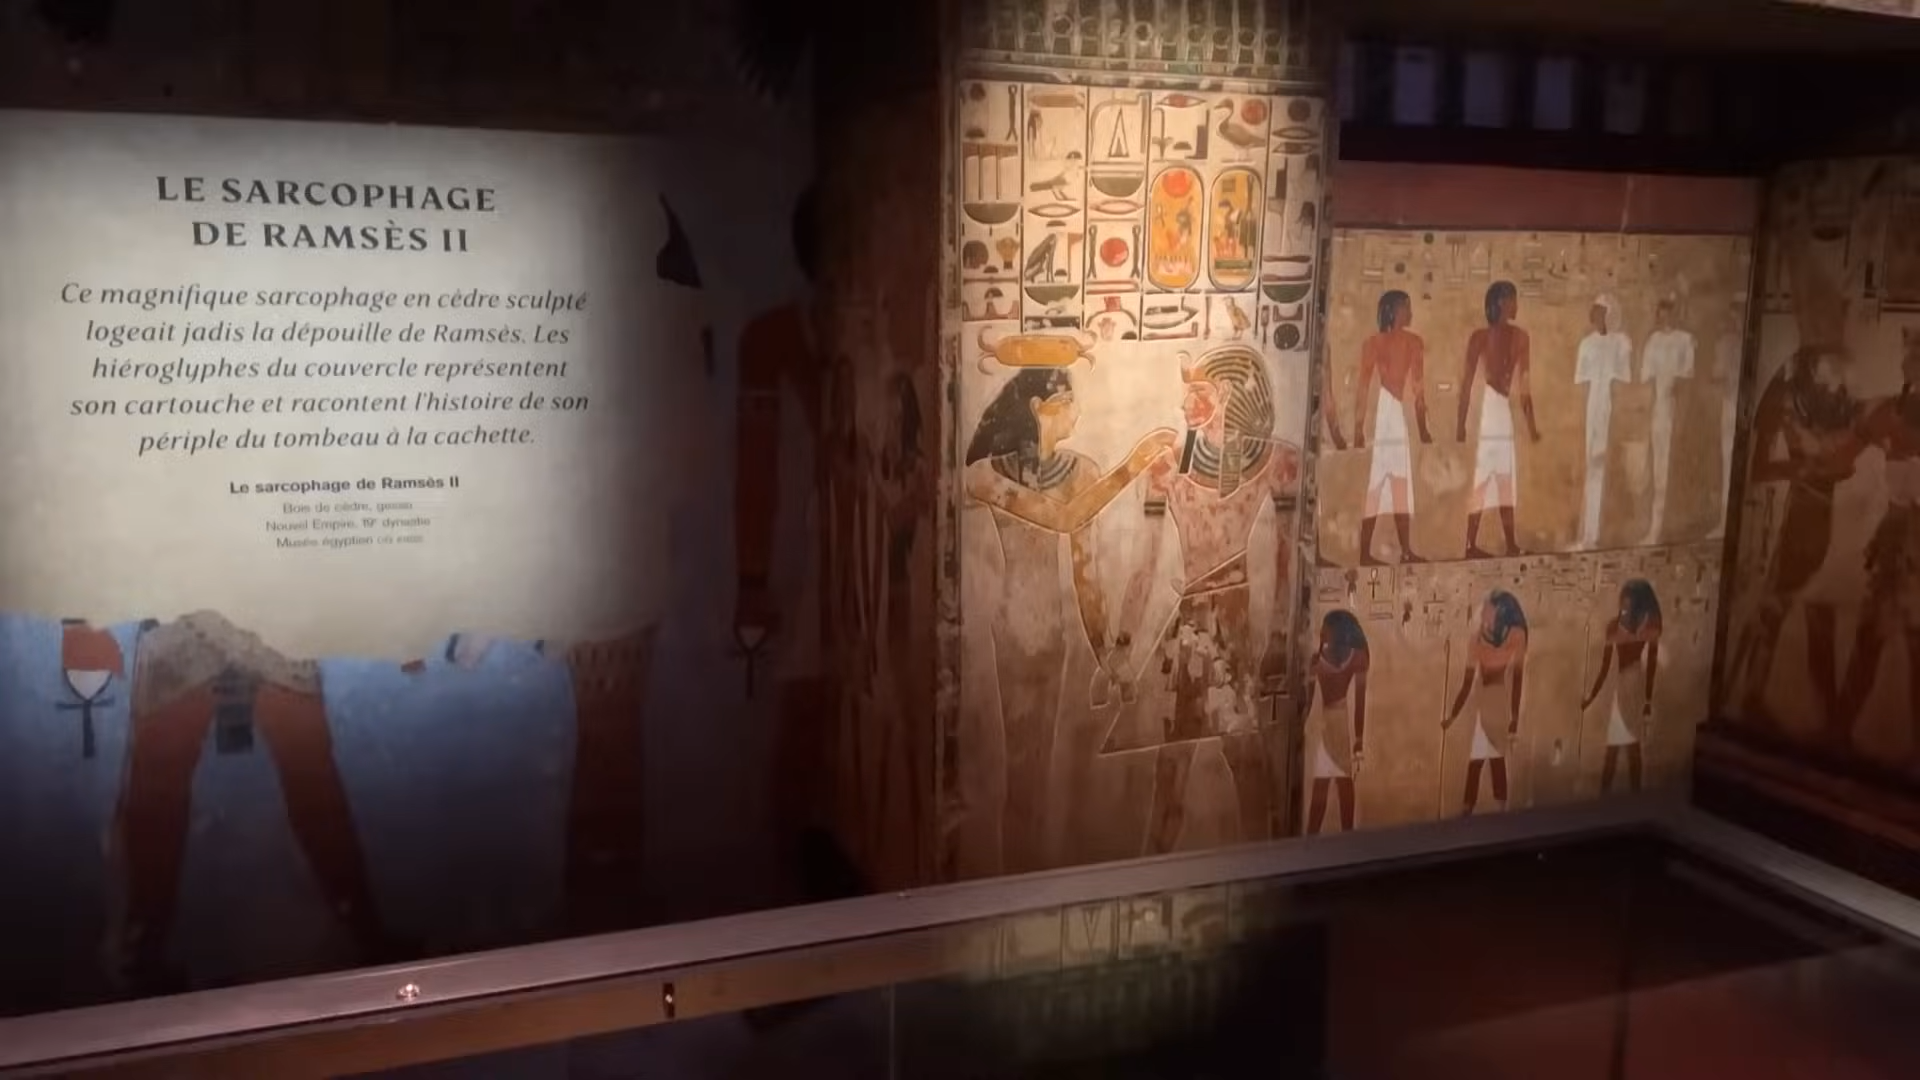 LE SARCOPHAGE
DE RAMSÈS II
Ce magnifique sarcophage en cèdre sculpté
logeait jadis la dépouille de Ramsès. Les
hiéroglyphes du couvercle représentent
son cartouche et racontent l'histoire de son
périple du tombeau à la cachette.
Le sarcophage de Ramsès II
Bois de cèdre,
Nouvel Empire, 19e dynastie
Musée égyptien